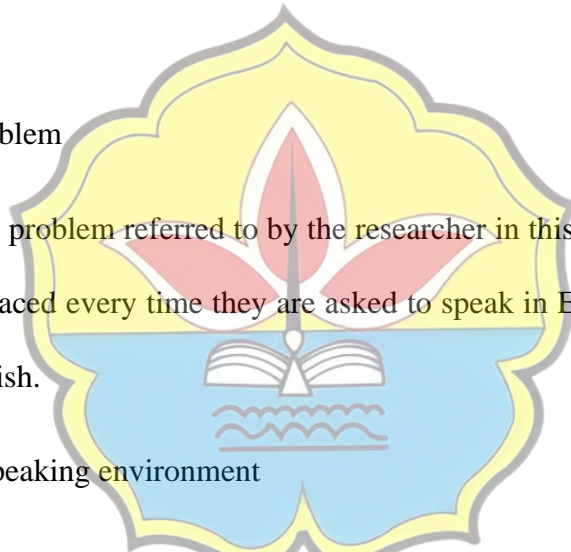 blem
problem referred to by the researcher in this
aced every time they are asked to speak in E
ish.
peaking environment